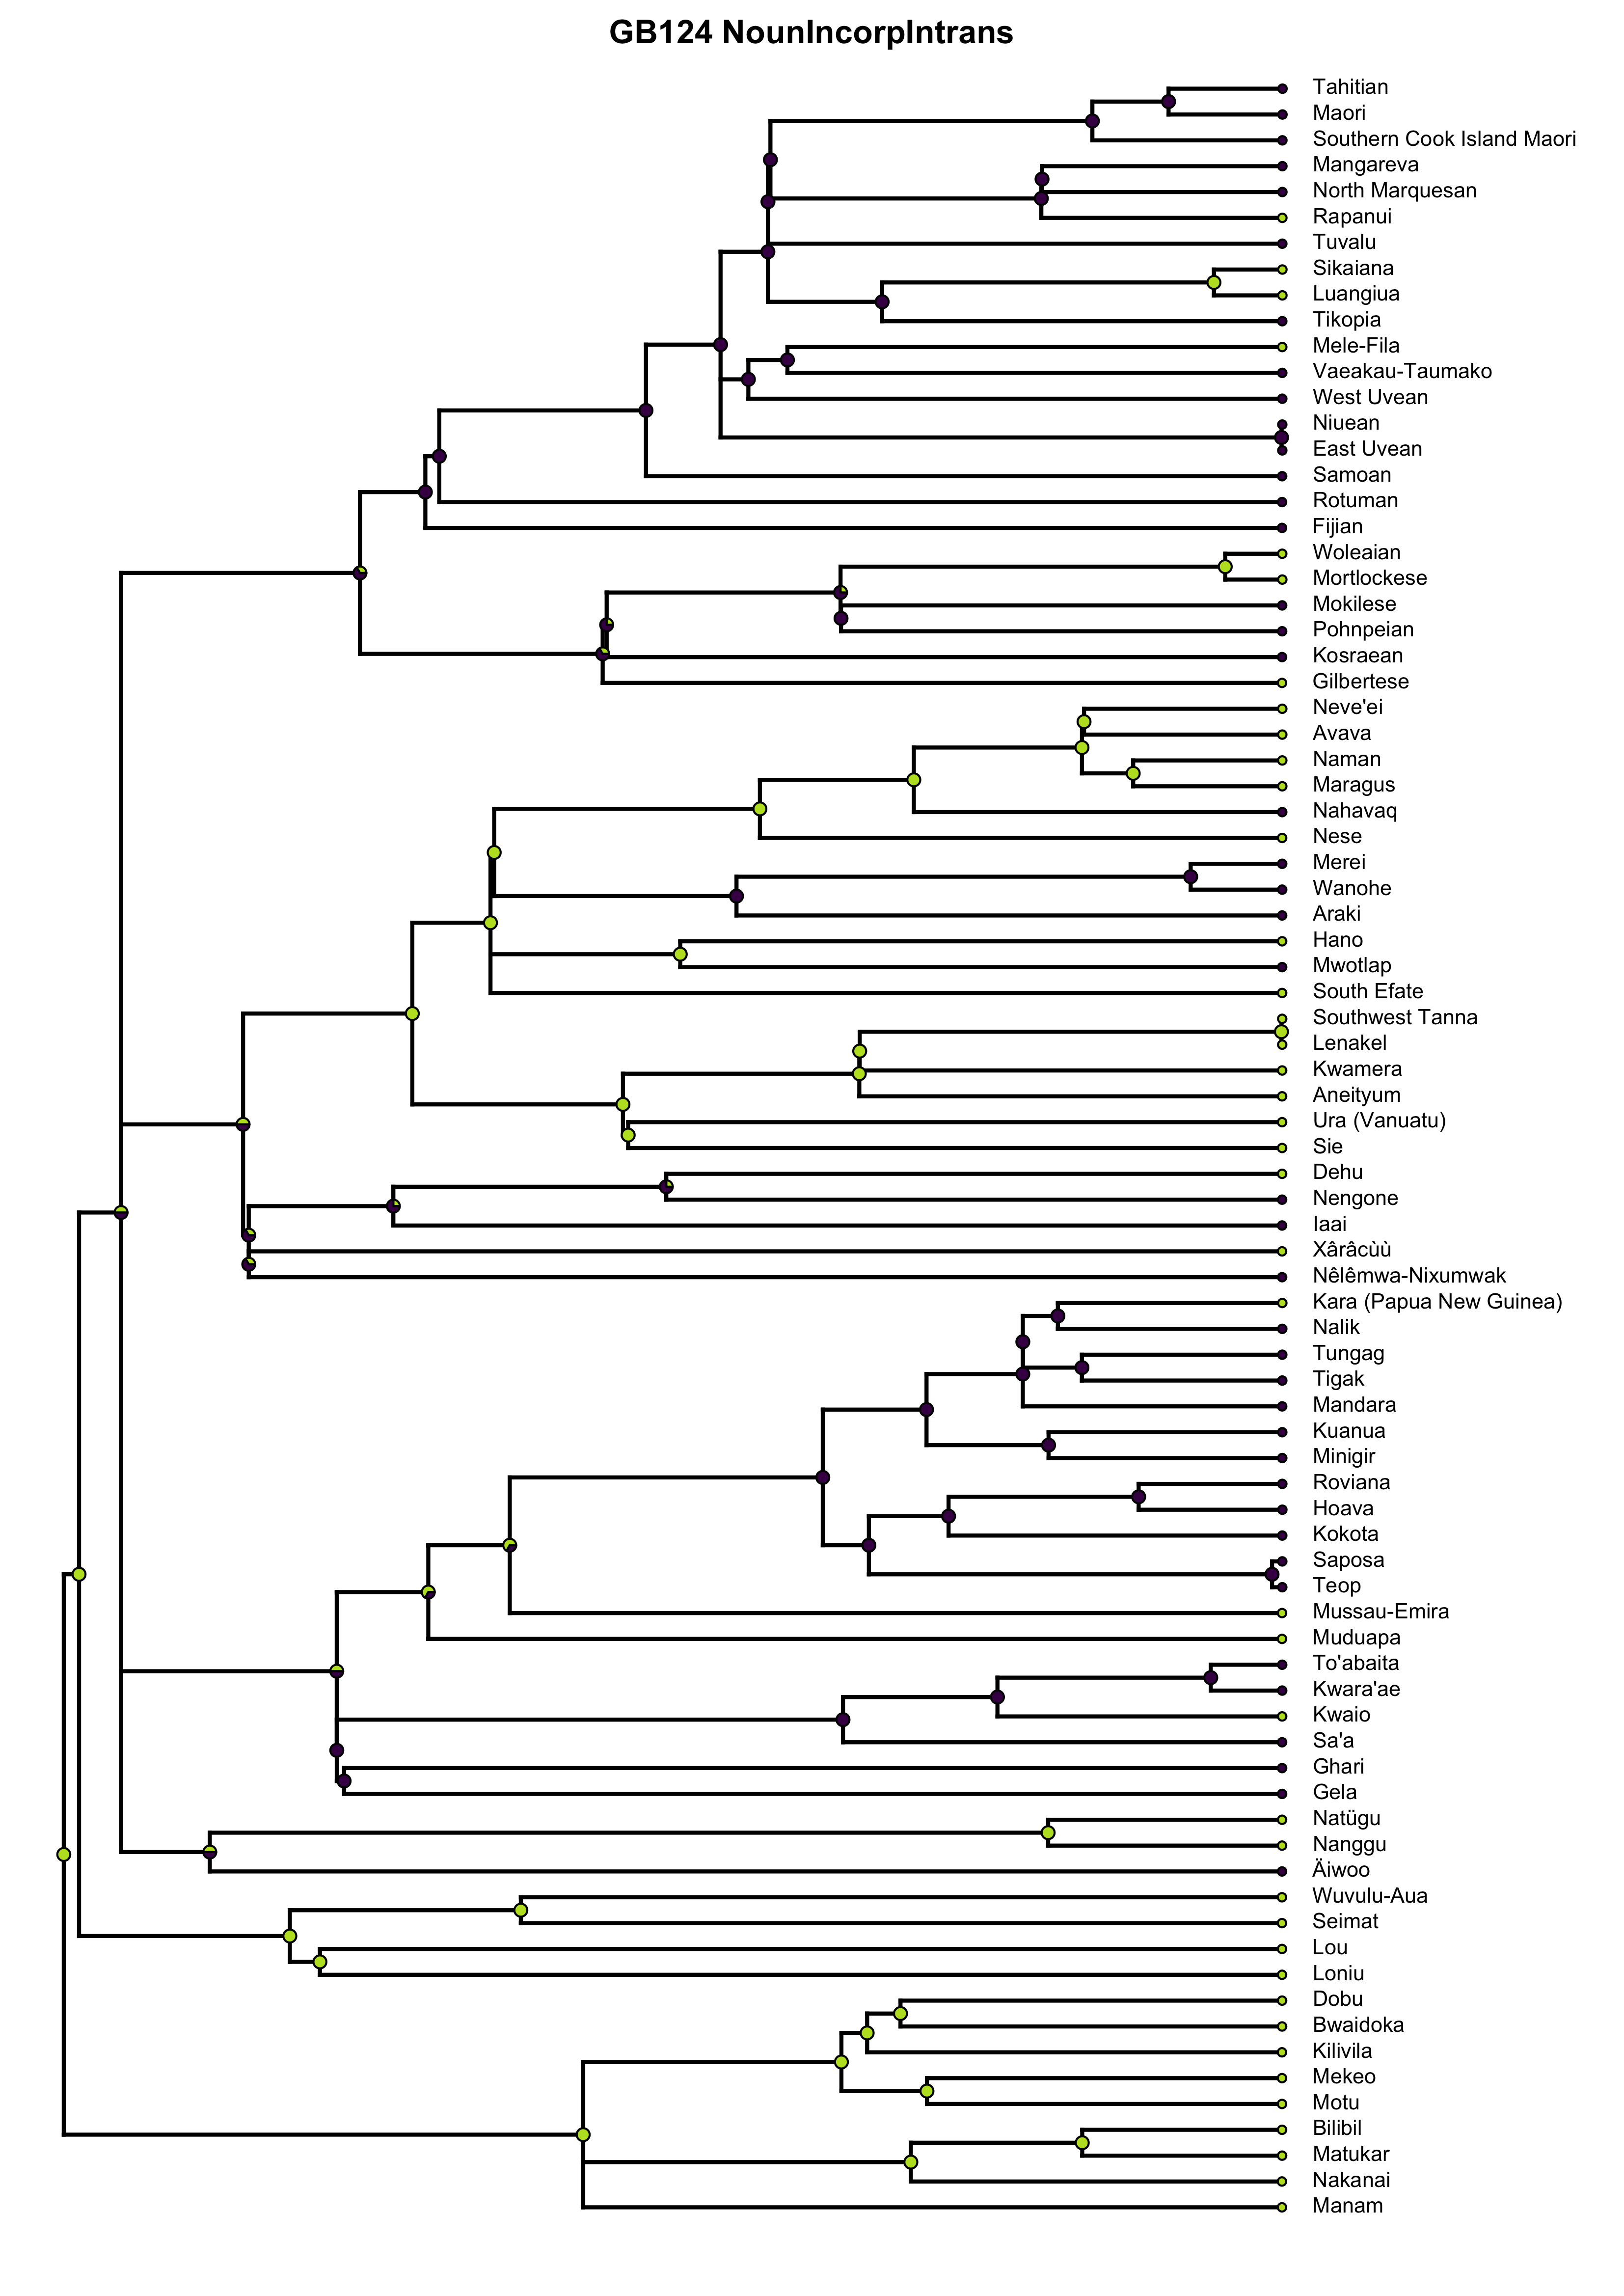 GB124 NounIncorpIntrans
Tahitian
Maori
Southern Cook Island Maori
Mangareva
North Marquesan
Rapanui
Tuvalu
Sikaiana
Luangiua
Tikopia
Mele-Fila
Vaeakau-Taumako
West Uvean
Niuean
East Uvean
Samoan
Rotuman
Fijian
Woleaian
Mortlockese
Mokilese
Pohnpeian
Kosraean
Gilbertese
Neve'ei
Avava
Naman
Maragus
Nahavaq
Nese
Merei
Wanohe
Araki
Hano
Mwotlap
South Efate
Southwest Tanna
Lenakel
Kwamera
Aneityum
Ura (Vanuatu)
Sie
Dehu
Nengone
Iaai
Xârâcùù
Nêlêmwa-Nixumwak
Kara (Papua New Guinea)
Nalik
Tungag
Tigak
Mandara
Kuanua
Minigir
Roviana
Hoava
Kokota
Saposa
Teop
Mussau-Emira
Muduapa
To'abaita
Kwara'ae
Kwaio
Sa'a
Ghari
Gela
Natügu
Nanggu
Äiwoo
Wuvulu-Aua
Seimat
Lou
Loniu
Dobu
Bwaidoka
Kilivila
Mekeo
Motu
Bilibil
Matukar
Nakanai
Manam